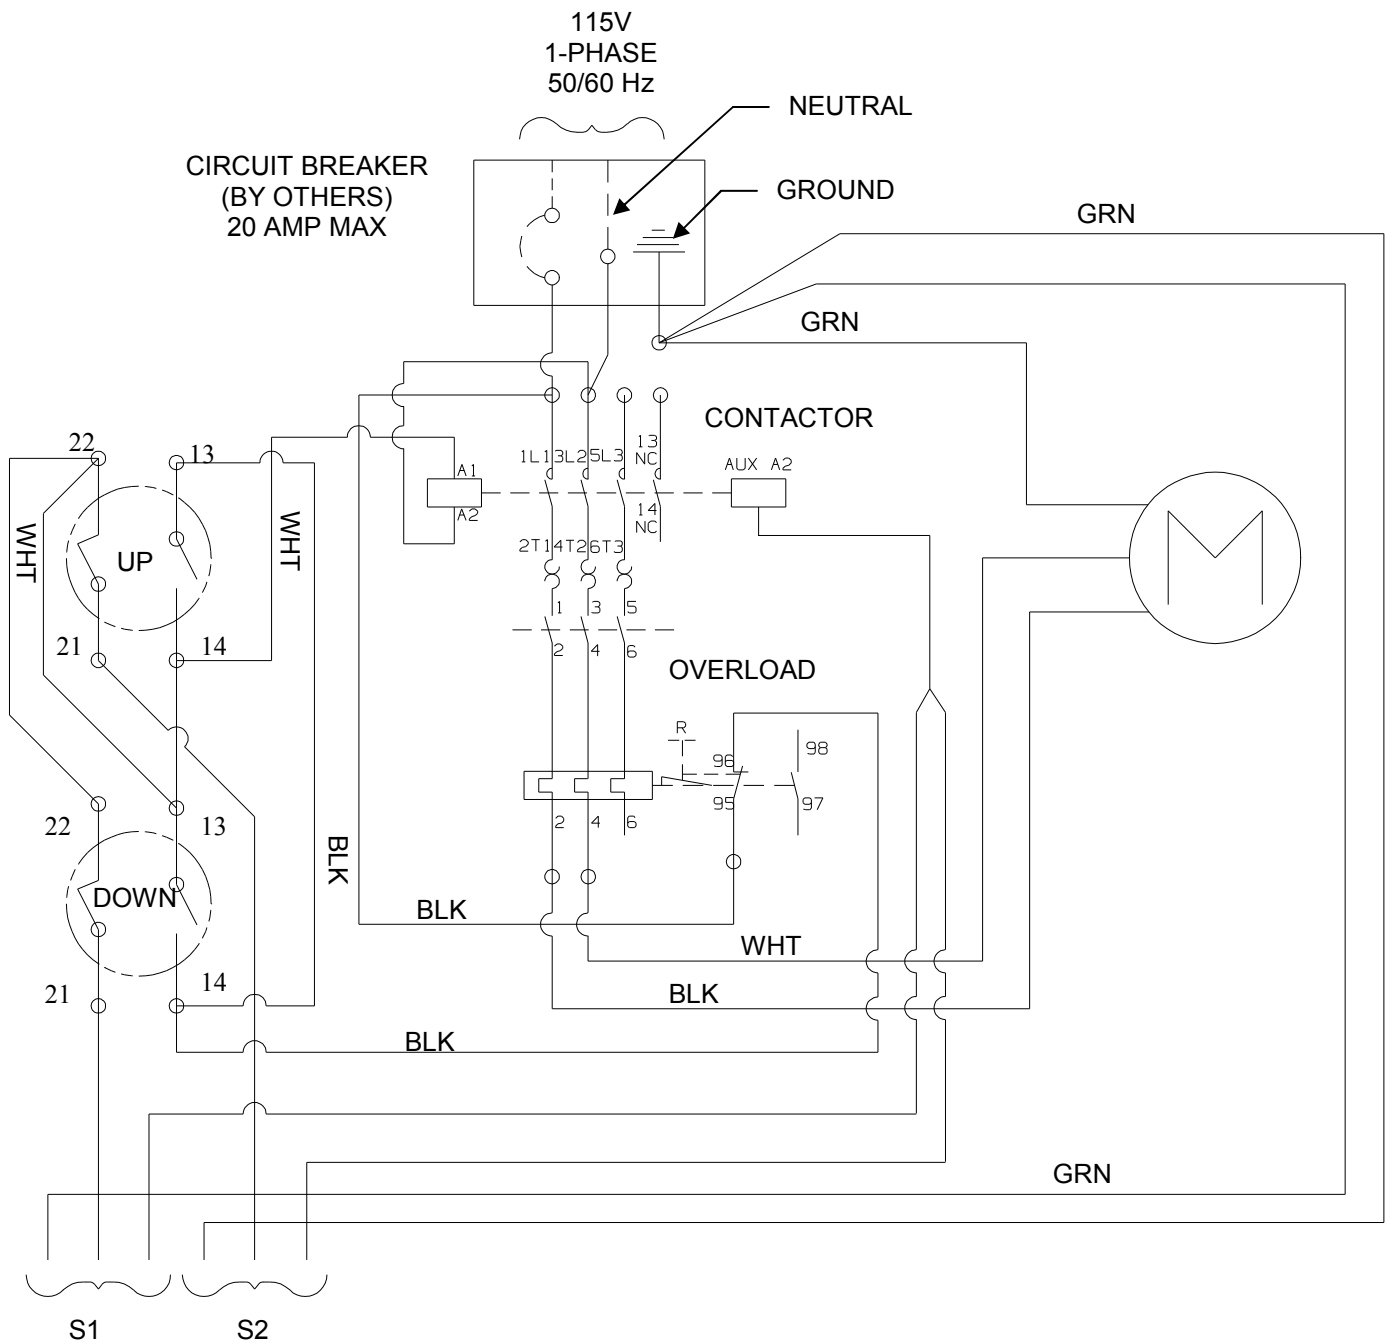 115V
1-PHASE
50/60 Hz
NEUTRAL
CIRCUIT BREAKER
(BY OTHERS)
20 AMP MAX
GROUND
GRN
GRN
CONTACTOR
22
13
1L1
3L2
5L3
13
NC
AUX A2
A1
A2
14
NC
WHT
UP
WHT
2T1
4T2
6T3
1
3
5
2
4
6
21
14
OVERLOAD
R
96
98
95
97
22
13
2
4
6
BLK
DOWN
BLK
WHT
21
14
BLK
BLK
GRN
S1
S2
M